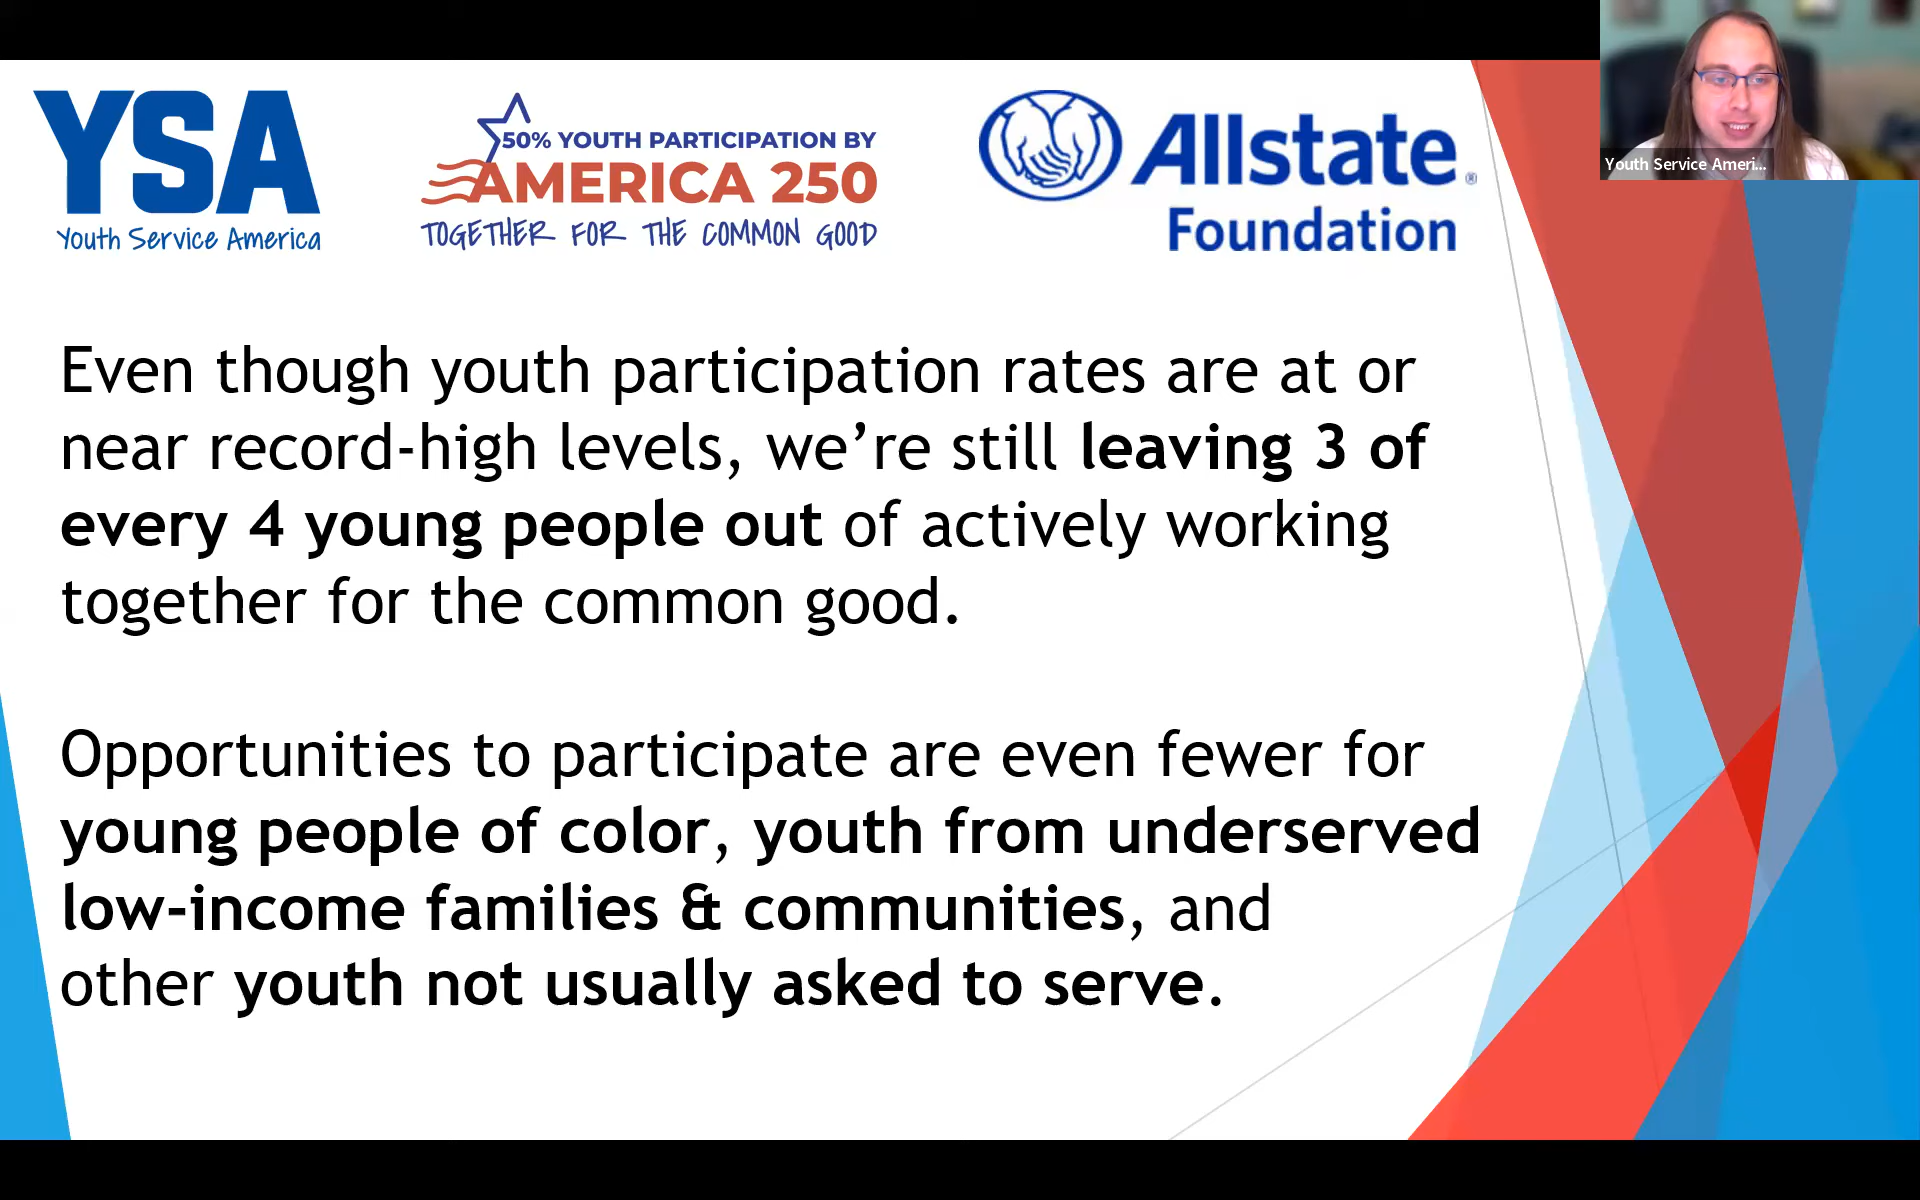 YSA
Youth Service America
50% YOUTH PARTICIPATION BY
AMERICA 250
TOGETHER FOR THE COMMON GOOD
Allstate®
Foundation
Youth Service Ameri...
Even though youth participation rates are at or
near record-high levels, we’re still leaving 3 of
every 4 young people out of actively working
together for the common good.
Opportunities to participate are even fewer for
young people of color, youth from underserved
low-income families & communities, and
other youth not usually asked to serve.